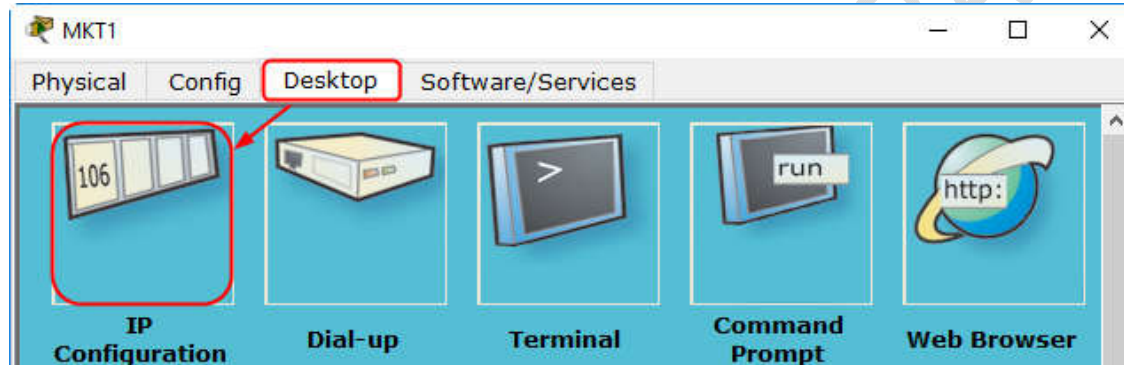 MKT1
Physical Config Desktop Software/Services
106
>
run
http:
IP
Configuration
Dial-up
Terminal
Command
Prompt
Web Browser